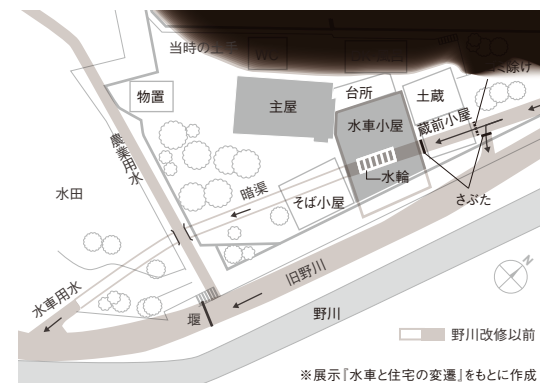 当時の
WC
物置
台所
土蔵
除け
主屋
水車小屋
蔵前小屋
農業用水
水輪
さぶた
水田
暗渠
そば小屋
水車用水
旧野川
堰
野川
N
野川改修以前
※展示『水車と住宅の変遷』をもとに作成